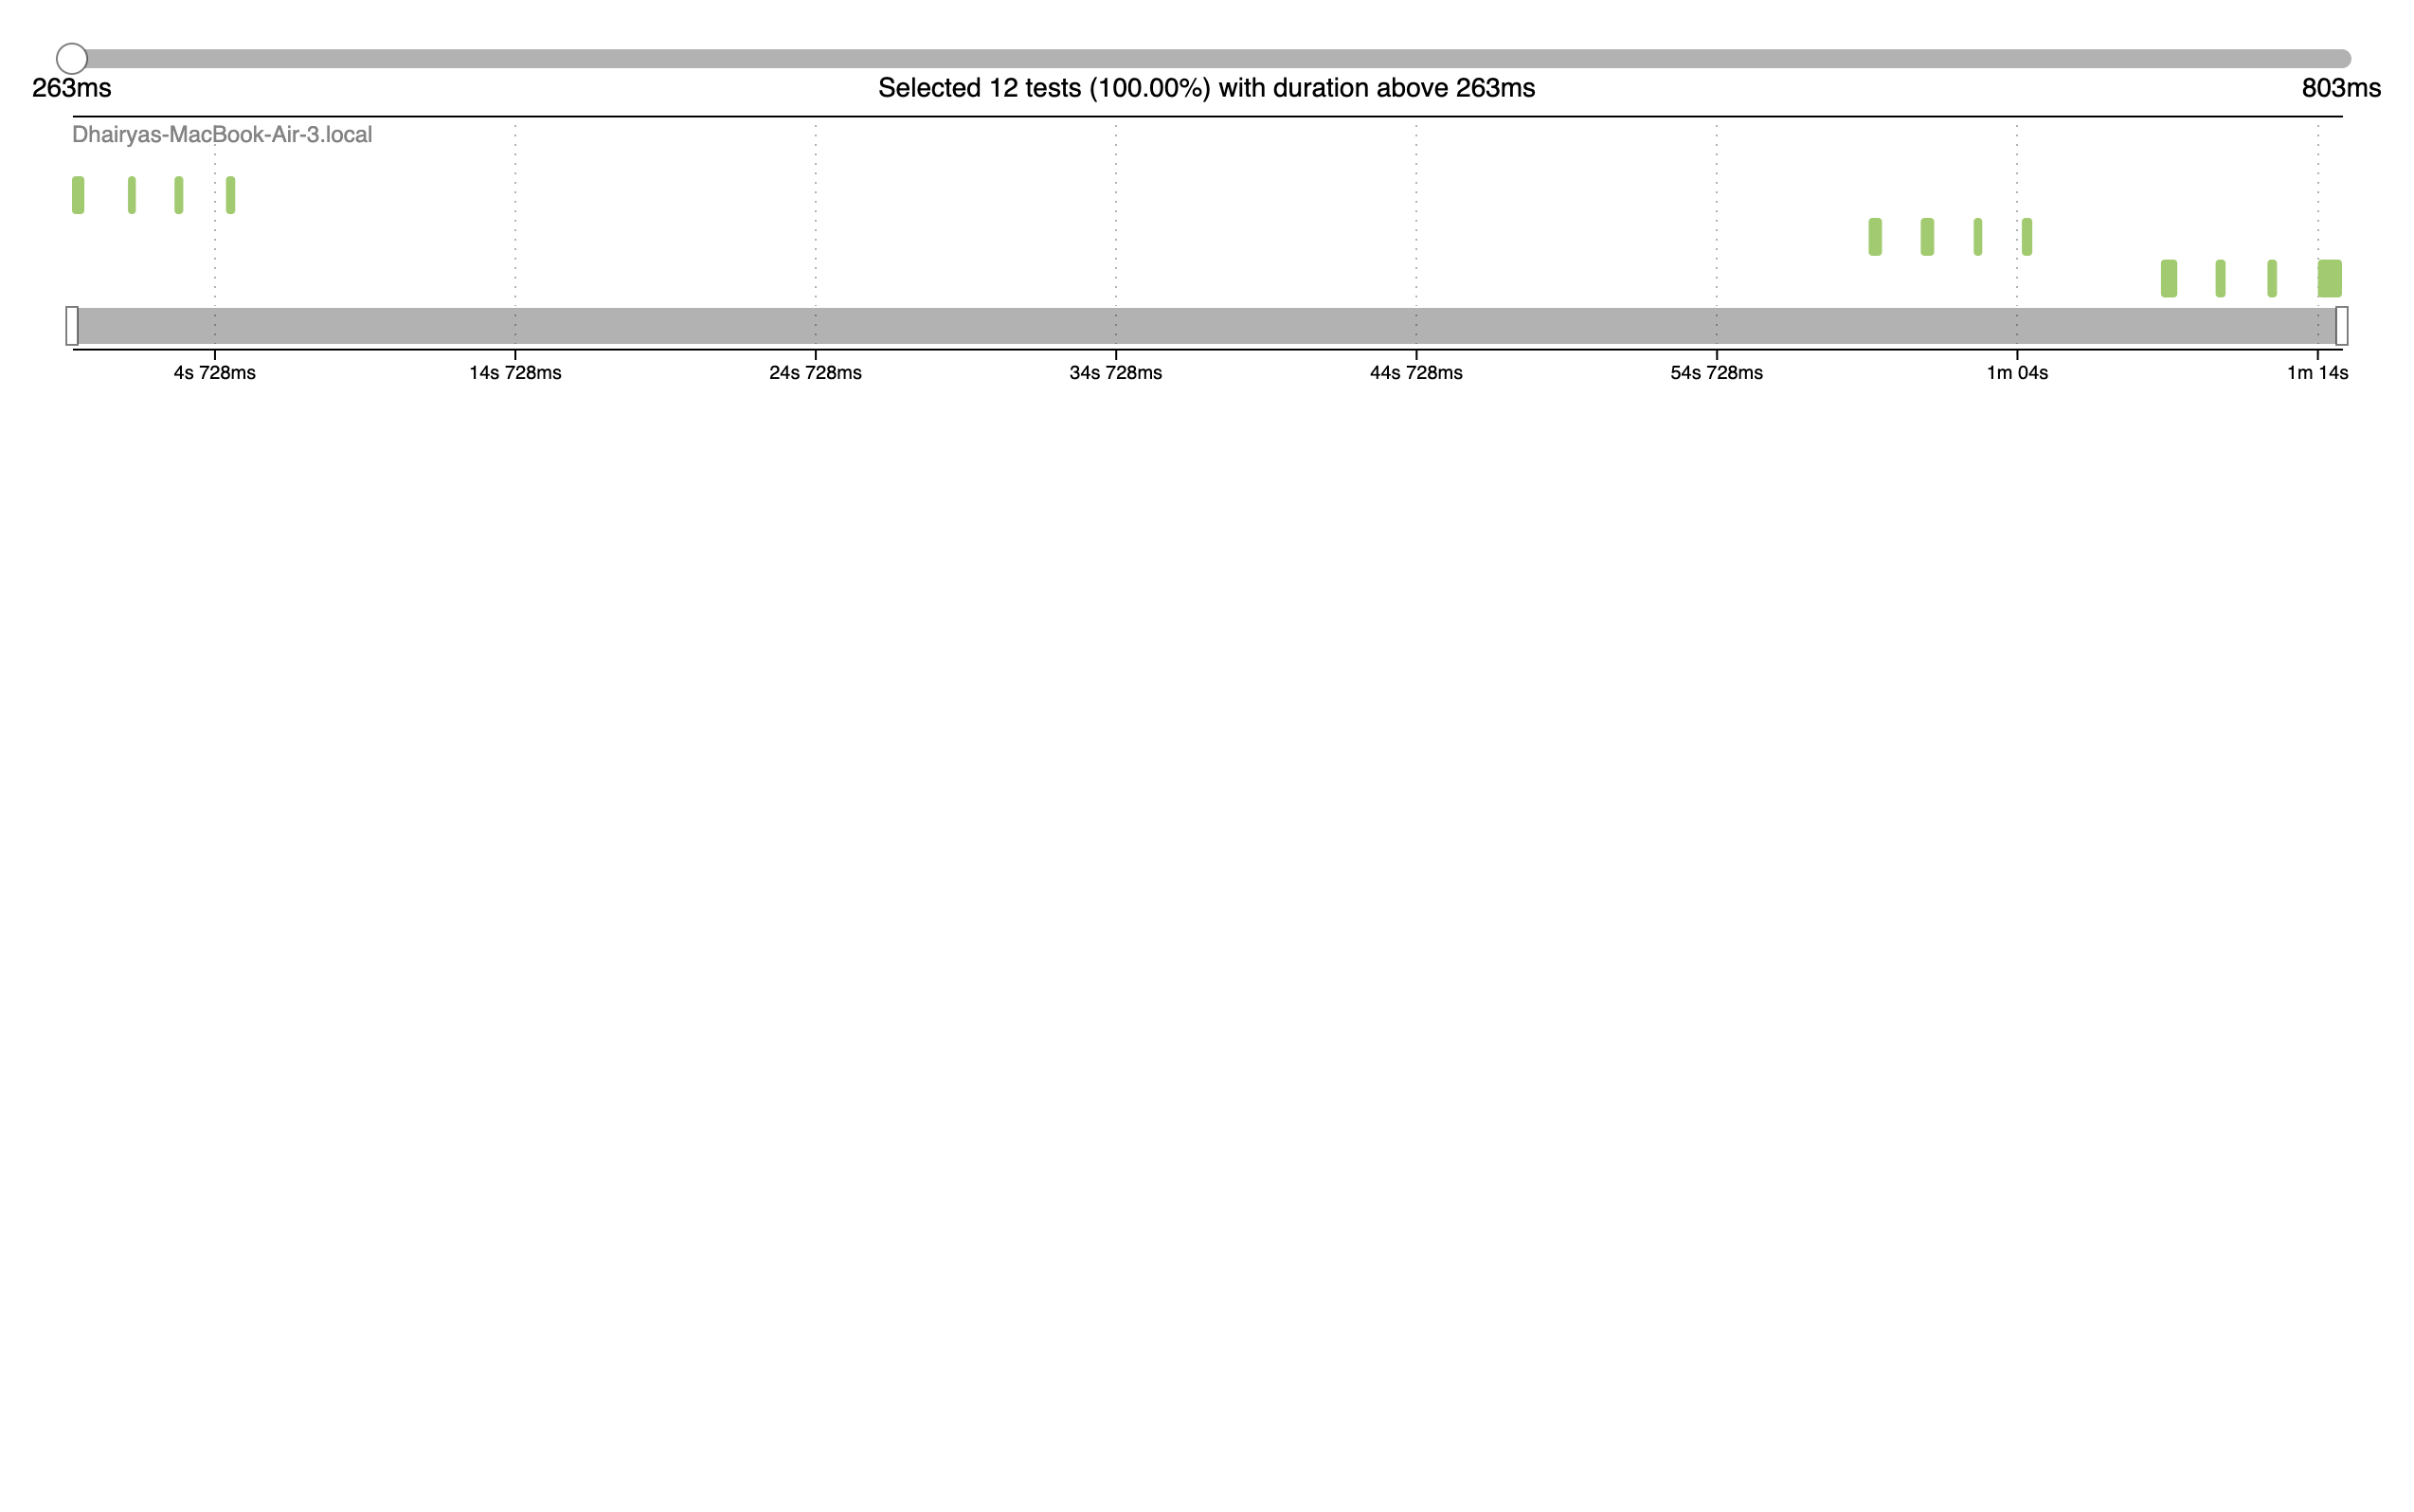 263ms Selected 12 tests (100.00%) with duration above 263ms 803ms
Dhairyas-MacBook-Air-3.local
4s 728ms 14s 728ms 24s 728ms 34s 728ms 44s 728ms 54s 728ms 1m 04s 1m 14s